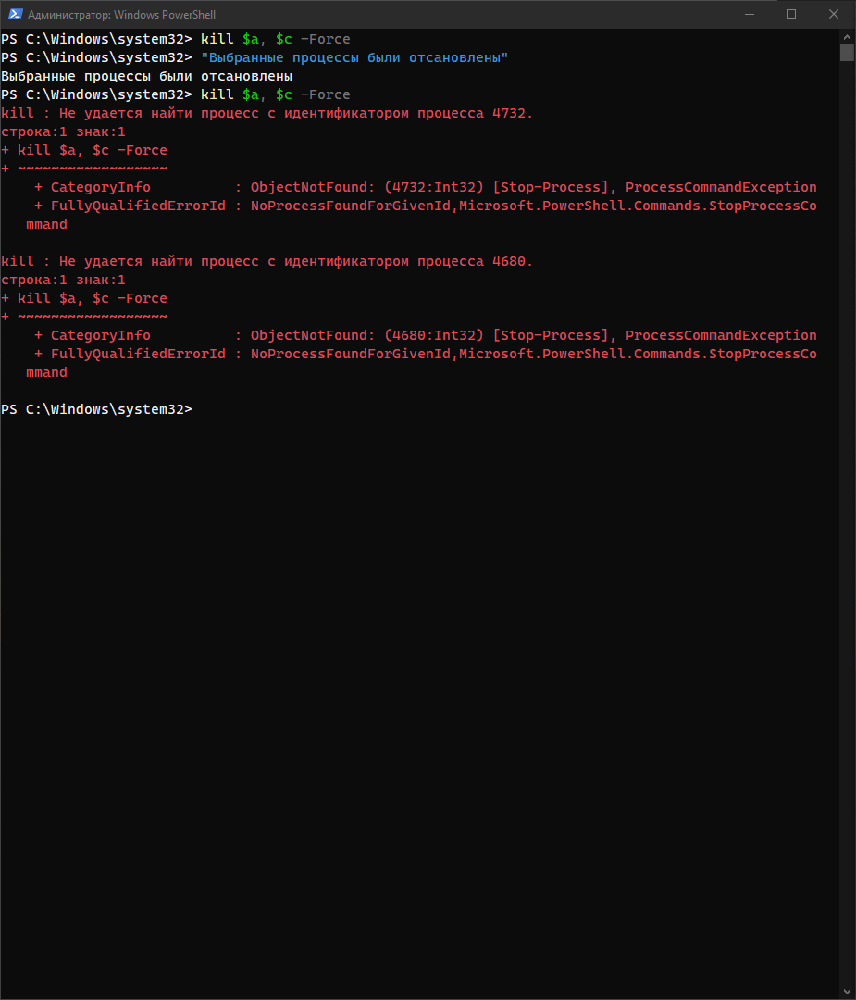 Администратор: Windows PowerShell
PS C:\Windows\system32> kill $a, $c -Force
PS C:\Windows\system32> "Выбранные процессы были отсановлены"
Выбранные процессы были отсановлены
PS C:\Windows\system32> kill $a, $c -Force
kill : Не удается найти процесс с идентификатором процесса 4732.
строка:1 знак:1
+ kill $a, $c -Force
+ ~~~~~~~~~~~~~~~~~~
    + CategoryInfo          : ObjectNotFound: (4732:Int32) [Stop-Process], ProcessCommandException
    + FullyQualifiedErrorId : NoProcessFoundForGivenId,Microsoft.PowerShell.Commands.StopProcessCo
   mmand

kill : Не удается найти процесс с идентификатором процесса 4680.
строка:1 знак:1
+ kill $a, $c -Force
+ ~~~~~~~~~~~~~~~~~~
    + CategoryInfo          : ObjectNotFound: (4680:Int32) [Stop-Process], ProcessCommandException
    + FullyQualifiedErrorId : NoProcessFoundForGivenId,Microsoft.PowerShell.Commands.StopProcessCo
   mmand

PS C:\Windows\system32>